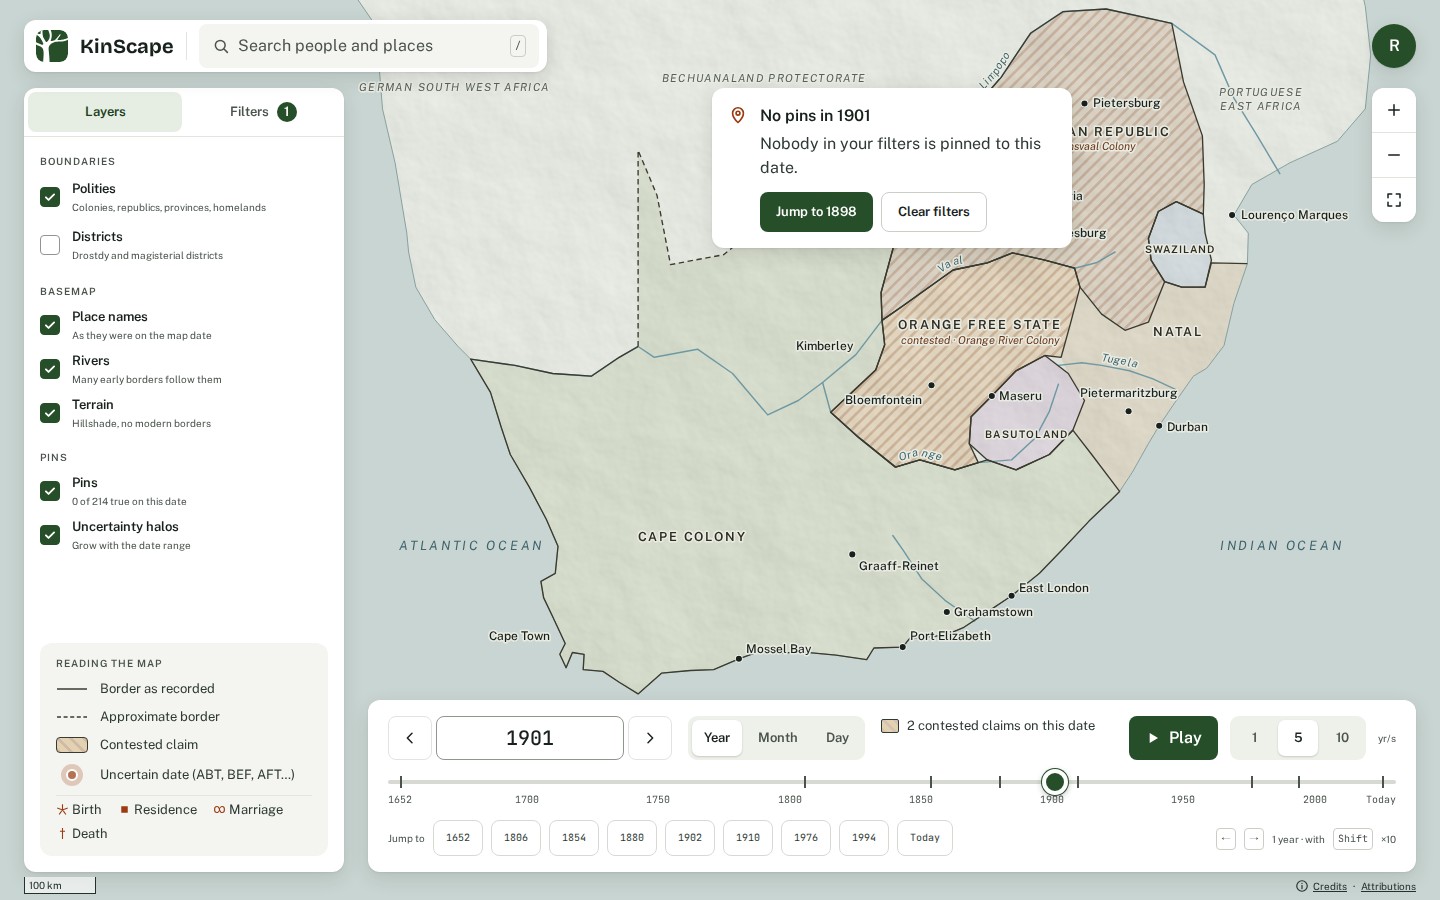 KinScape
Search people and places
/
R
Layers
Filters 1
BOUNDARIES
Polities
Colonies, republics, provinces, homelands
Districts
Drostdy and magisterial districts
BASEMAP
Place names
As they were on the map date
Rivers
Many early borders follow them
Terrain
Hillshade, no modern borders
PINS
Pins
0 of 214 true on this date
Uncertainty halos
Grow with the date range
READING THE MAP
Border as recorded
Approximate border
Contested claim
Uncertain date (ABT, BEF, AFT…)
Birth
Residence
Marriage
Death
100 km
GERMAN SOUTH WEST AFRICA
BECHUANALAND PROTECTORATE
Limpopo
PORTUGUESE
EAST AFRICA
Pietersburg
AN REPUBLIC
nsvaal Colony
No pins in 1901
Nobody in your filters is pinned to this
date.
Jump to 1898
Clear filters
ria
esburg
Lourenço Marques
SWAZILAND
Vaal
ORANGE FREE STATE
contested · Orange River Colony
NATAL
Kimberley
Tugela
Bloemfontein
Maseru
Pietermaritzburg
Durban
BASUTOLAND
Orange
ATLANTIC OCEAN
CAPE COLONY
INDIAN OCEAN
Graaff-Reinet
East London
Grahamstown
Cape Town
Port Elizabeth
Mossel Bay
1901
Year
Month
Day
2 contested claims on this date
Play
1
5
10
yr/s
1652
1700
1750
1800
1850
1900
1950
2000
Today
Jump to
1652
1806
1854
1880
1902
1910
1976
1994
Today
← → 1 year · with Shift ×10
Credits · Attributions